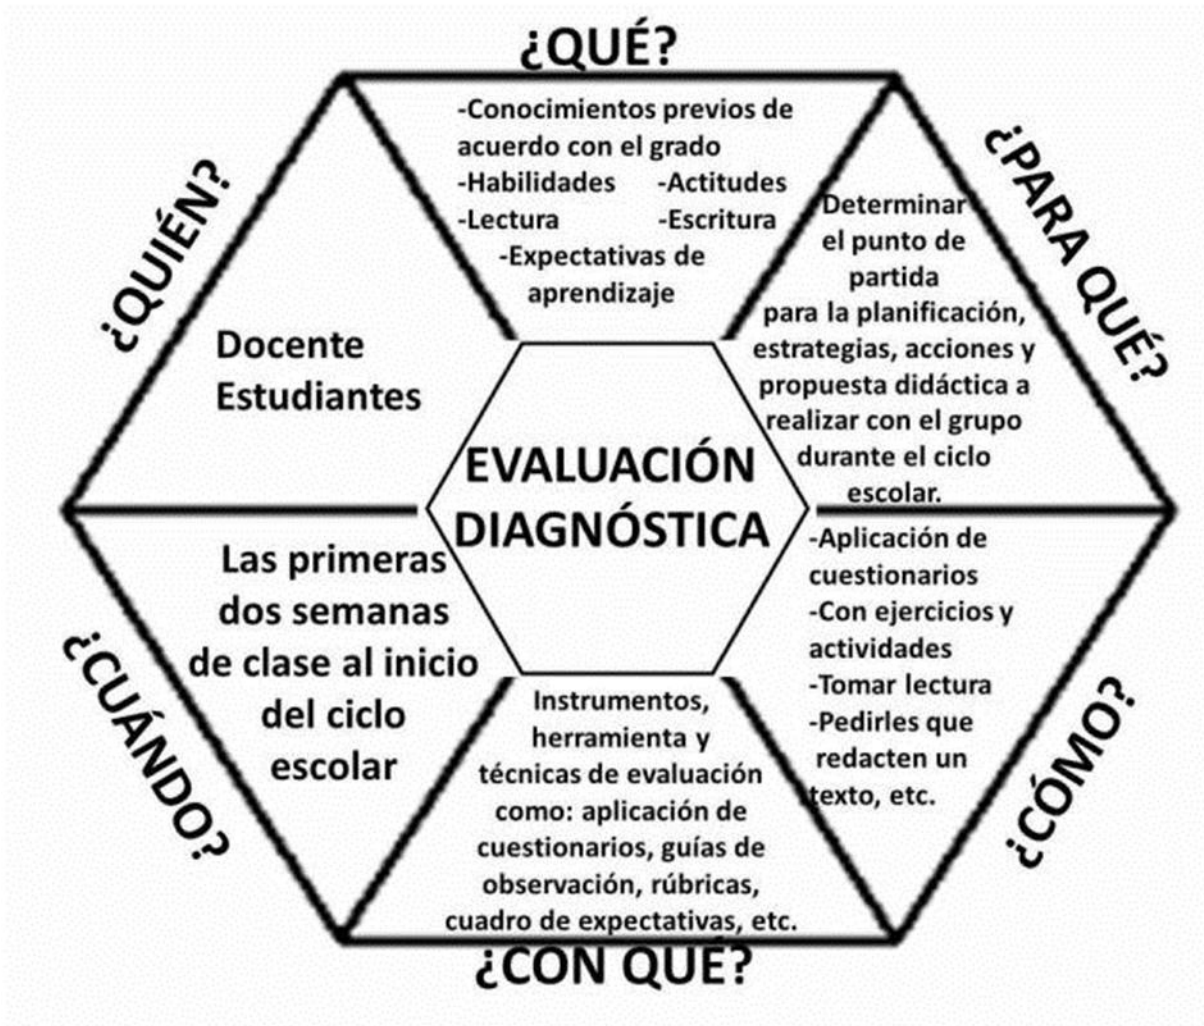 ¿QUÉ?
-Conocimientos previos de
acuerdo con el grado
-Habilidades -Actitudes
-Lectura -Escritura
-Expectativas de
aprendizaje
¿PARA QUÉ?
Determinar
el punto de
partida
para la planificación,
estrategias, acciones y
propuesta didáctica a
realizar con el grupo
durante el ciclo
escolar.
¿CÓMO?
-Aplicación de
cuestionarios
-Con ejercicios y
actividades
-Tomar lectura
-Pedirles que
redacten un
texto, etc.
¿CON QUÉ?
Instrumentos,
herramienta y
técnicas de evaluación
como: aplicación de
cuestionarios, guías de
observación, rúbricas,
cuadro de expectativas, etc.
¿CUÁNDO?
Las primeras
dos semanas
de clase al inicio
del ciclo
escolar
¿QUIÉN?
Docente
Estudiantes
EVALUACIÓN
DIAGNÓSTICA